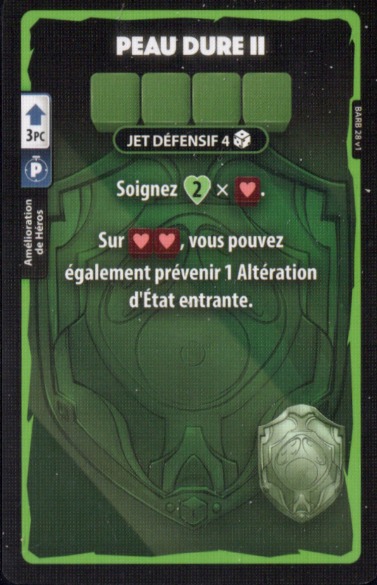 PEAU DURE II
3PC
P
Amélioration
de Héros
BARB 28 v1
JET DÉFENSIF 4
Soignez 2 × .
Sur , vous pouvez
également prévenir 1 Altération
d'État entrante.